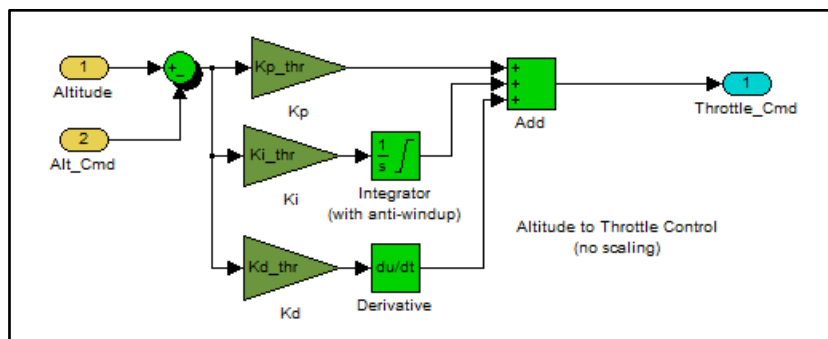 1
Altitude
2
Alt_Cmd
+
−
Kp_thr
Kp
Ki_thr
Ki
1
s
Integrator
(with anti-windup)
Kd_thr
Kd
du/dt
Derivative
+
+
+
Add
1
Throttle_Cmd
Altitude to Throttle Control
(no scaling)